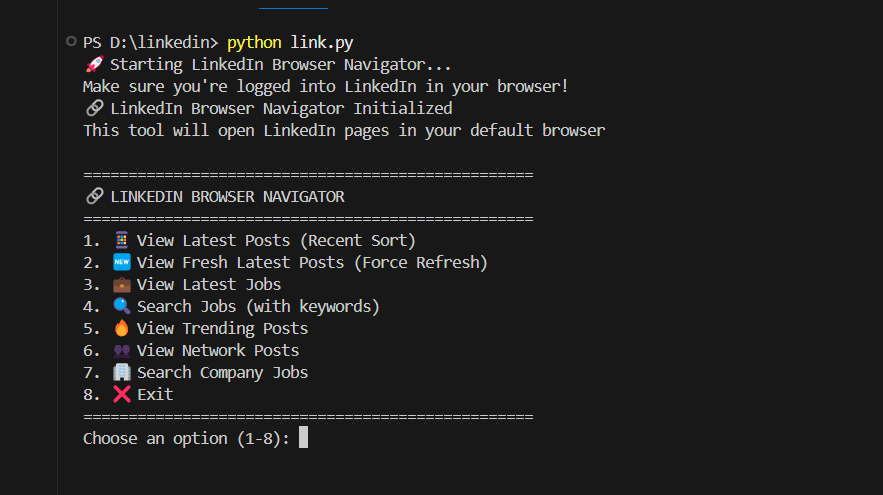 PS D:\linkedin> python link.py
🚀 Starting LinkedIn Browser Navigator...
Make sure you're logged into LinkedIn in your browser!
🔗 LinkedIn Browser Navigator Initialized
This tool will open LinkedIn pages in your default browser
==================================================
🔗 LINKEDIN BROWSER NAVIGATOR
==================================================
1. 📱 View Latest Posts (Recent Sort)
2. 🆕 View Fresh Latest Posts (Force Refresh)
3. 💼 View Latest Jobs
4. 🔍 Search Jobs (with keywords)
5. 🔥 View Trending Posts
6. 👥 View Network Posts
7. 🏢 Search Company Jobs
8. ❌ Exit
==================================================
Choose an option (1-8):